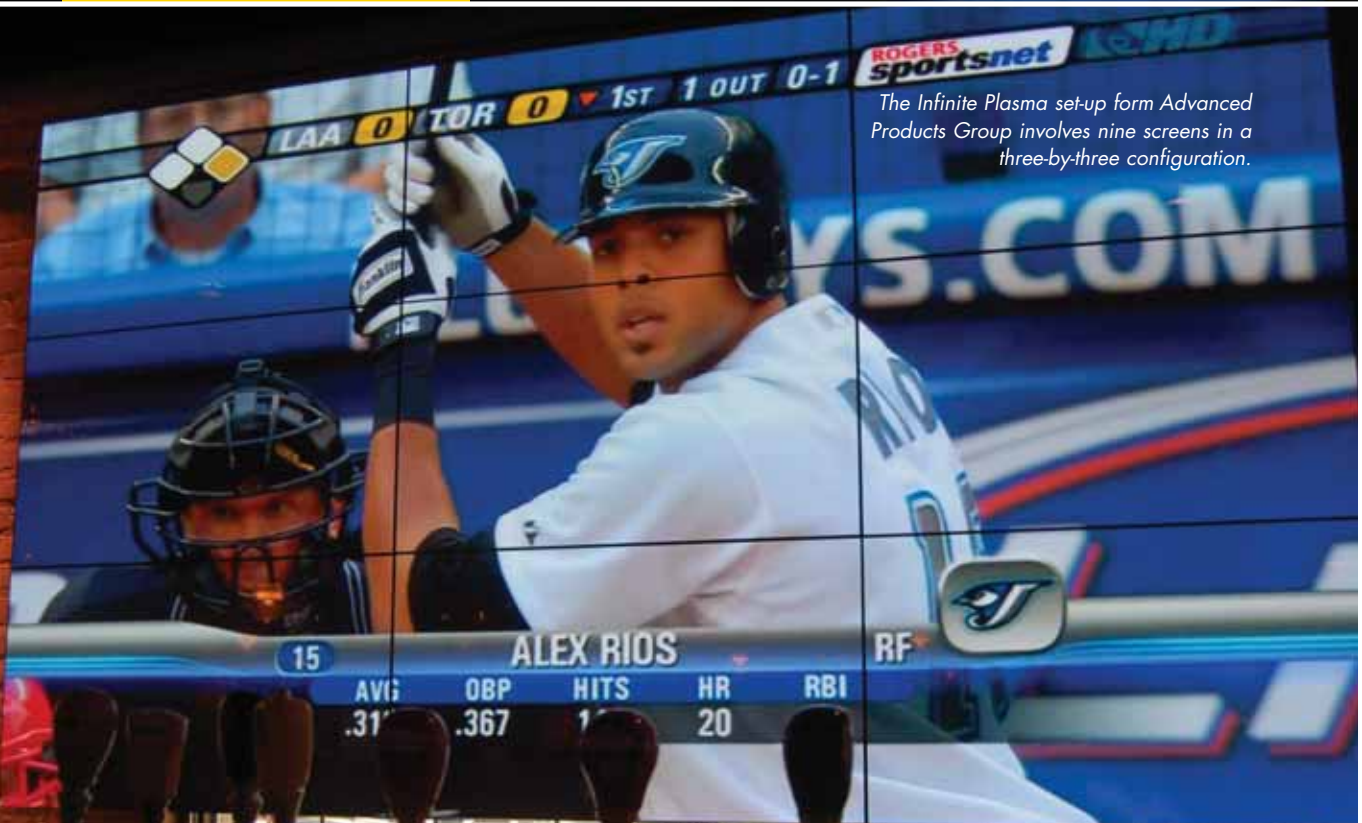 LAA 0 TOR 0 1ST 1 OUT 0-1 ROGERS sportsnet HD
The Infinite Plasma set-up form Advanced
Products Group involves nine screens in a
three-by-three configuration.
YS.COM
Franklin
15 ALEX RIOS RF
AVG OBP HITS HR RBI
.367 20